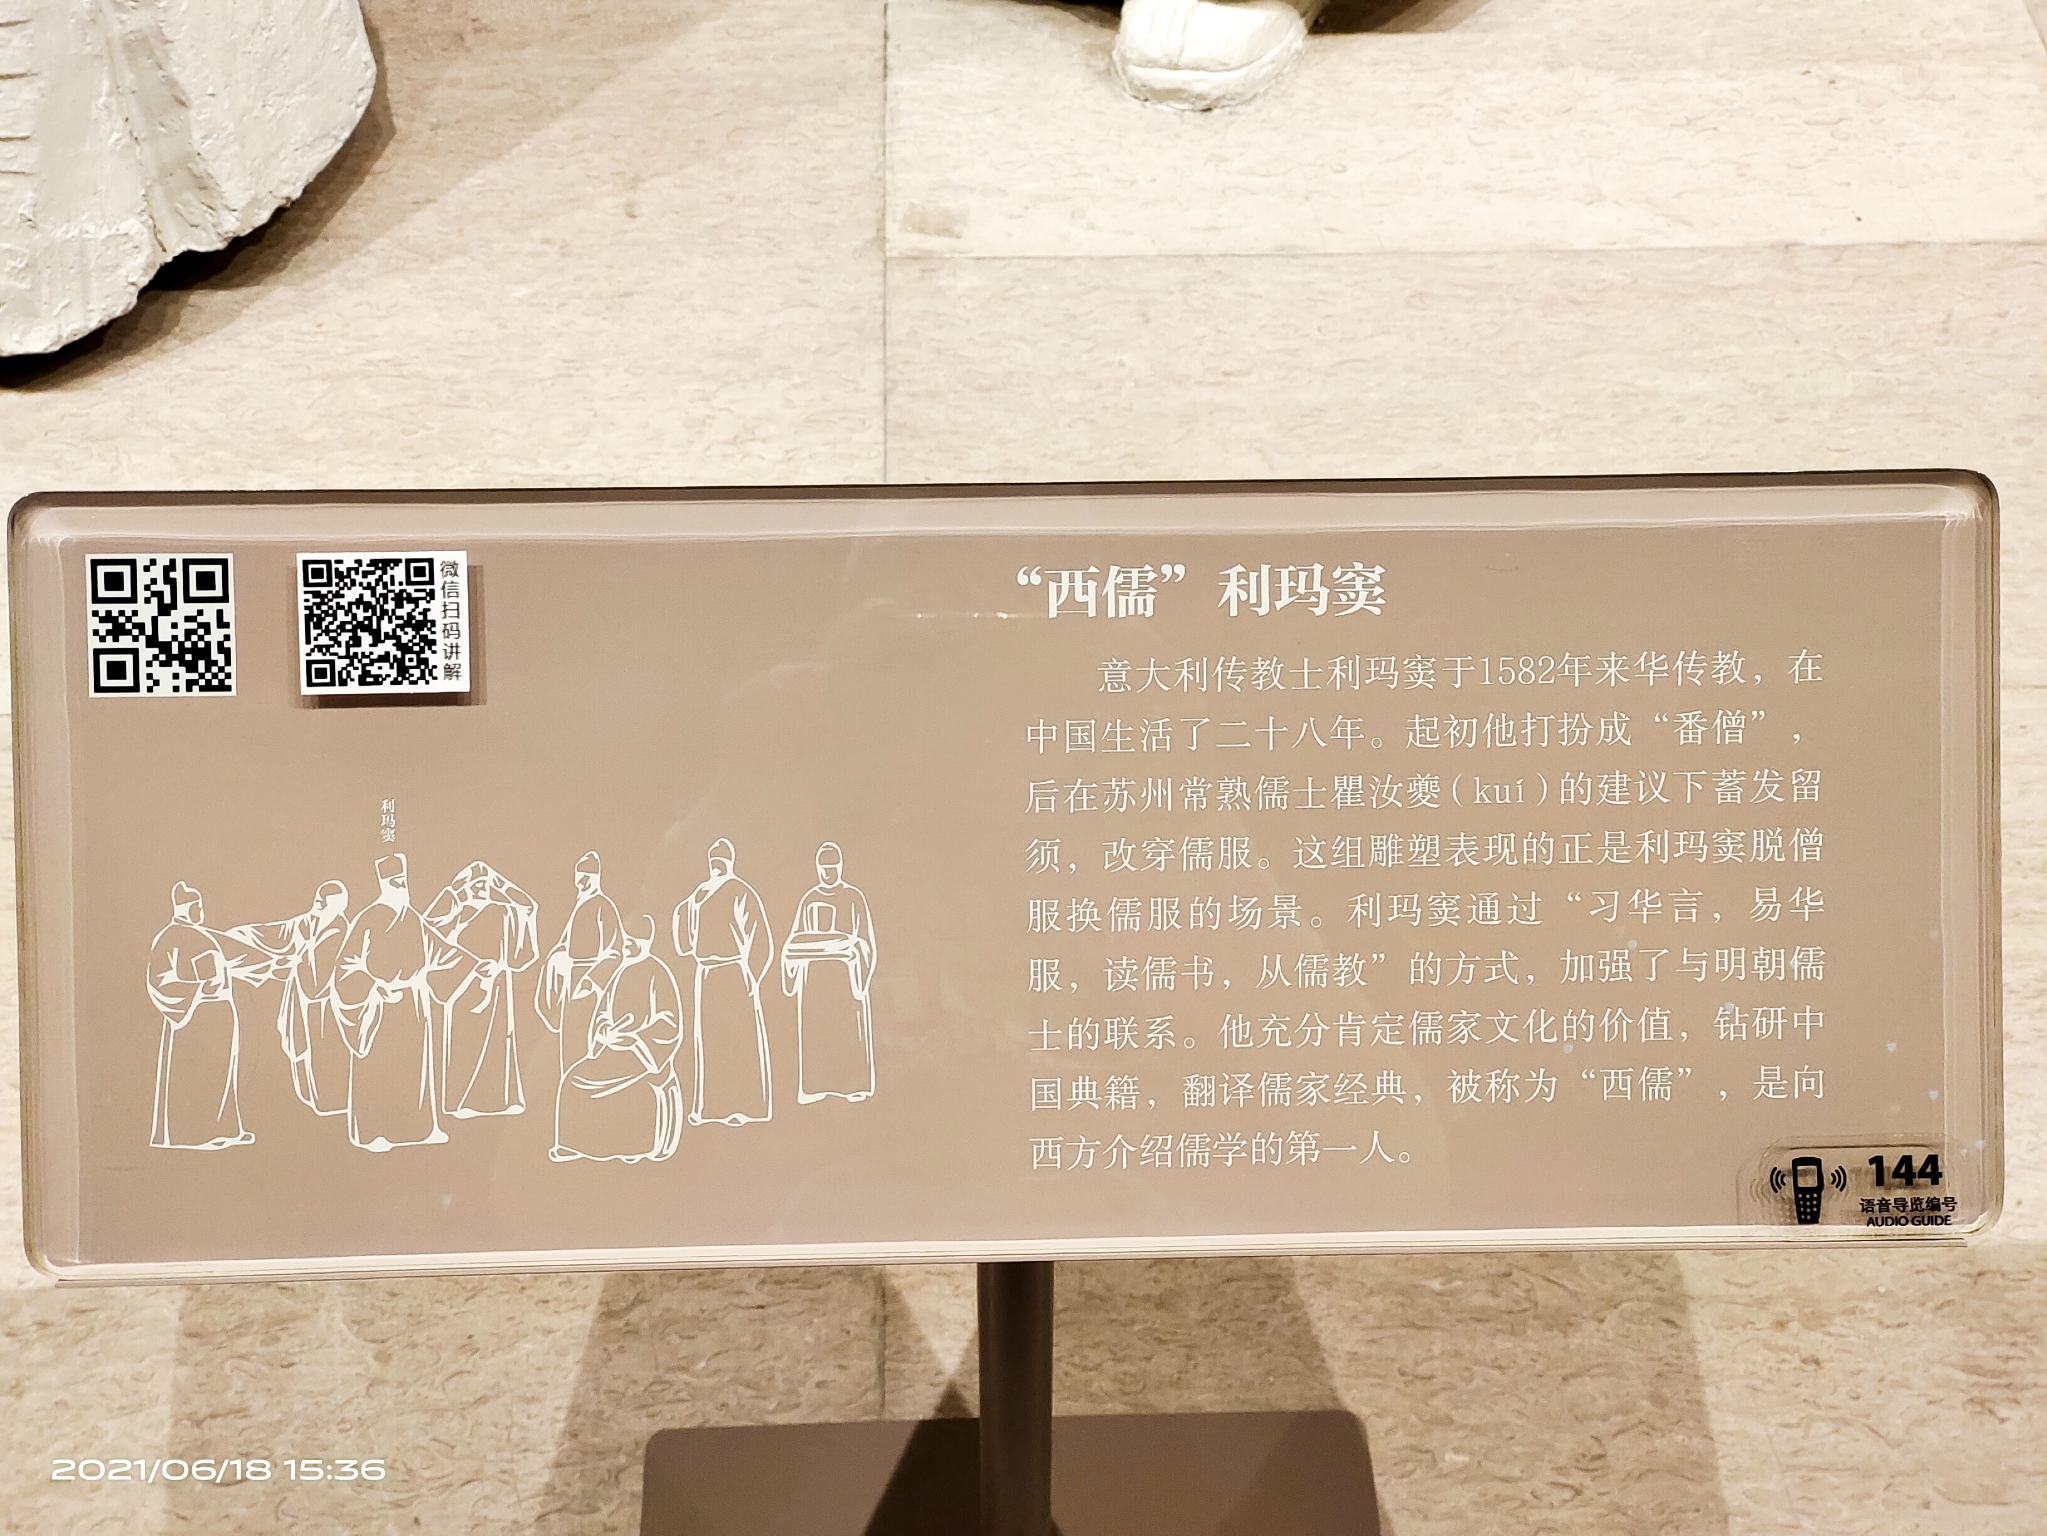 微信扫码讲解
“西儒”利玛窦
意大利传教士利玛窦于1582年来华传教，在
中国生活了二十八年。起初他打扮成“番僧”，
后在苏州常熟儒士瞿汝夔（kuí）的建议下蓄发留
须，改穿儒服。这组雕塑表现的正是利玛窦脱僧
服换儒服的场景。利玛窦通过“习华言，易华
服，读儒书，从儒教”的方式，加强了与明朝儒
士的联系。他充分肯定儒家文化的价值，钻研中
国典籍，翻译儒家经典，被称为“西儒”，是向
西方介绍儒学的第一人。
利玛窦
144
语音导览编号
AUDIO GUIDE
2021/06/18 15:36